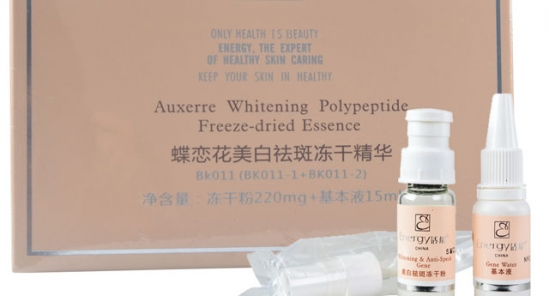 ONLY HEALTH IS BEAUTY
ENERGY, THE EXPERT
OF HEALTHY SKIN CARING
KEEP YOUR SKIN IN HEALTHY
Auxerre Whitening Polypeptide
Freeze-dried Essence
蝶恋花美白祛斑冻干精华
Bk011 (BK011-1+BK011-2)
净含量：冻干粉220mg+基本液15ml
CHINA
Whitening & Anti-Speck
Gene
美白祛斑冻干粉
CHINA
Gene Water
基本液